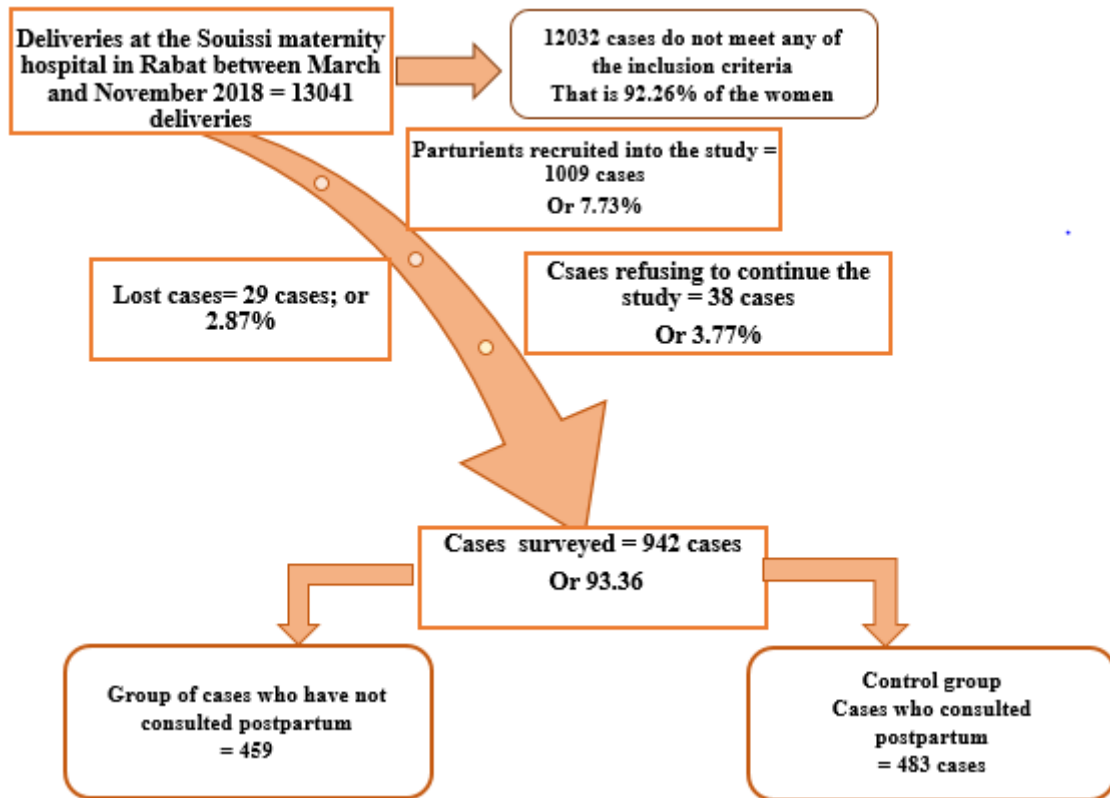 Deliveries at the Souissi maternity
hospital in Rabat between March
and November 2018 = 13041
deliveries
12032 cases do not meet any of
the inclusion criteria
That is 92.26% of the women
Parturients recruited into the study =
1009 cases
Or 7.73%
Lost cases= 29 cases; or
2.87%
Csaes refusing to continue the
study = 38 cases
Or 3.77%
Cases surveyed = 942 cases
Or 93.36
Group of cases who have not
consulted postpartum
= 459
Control group
Cases who consulted
postpartum
= 483 cases